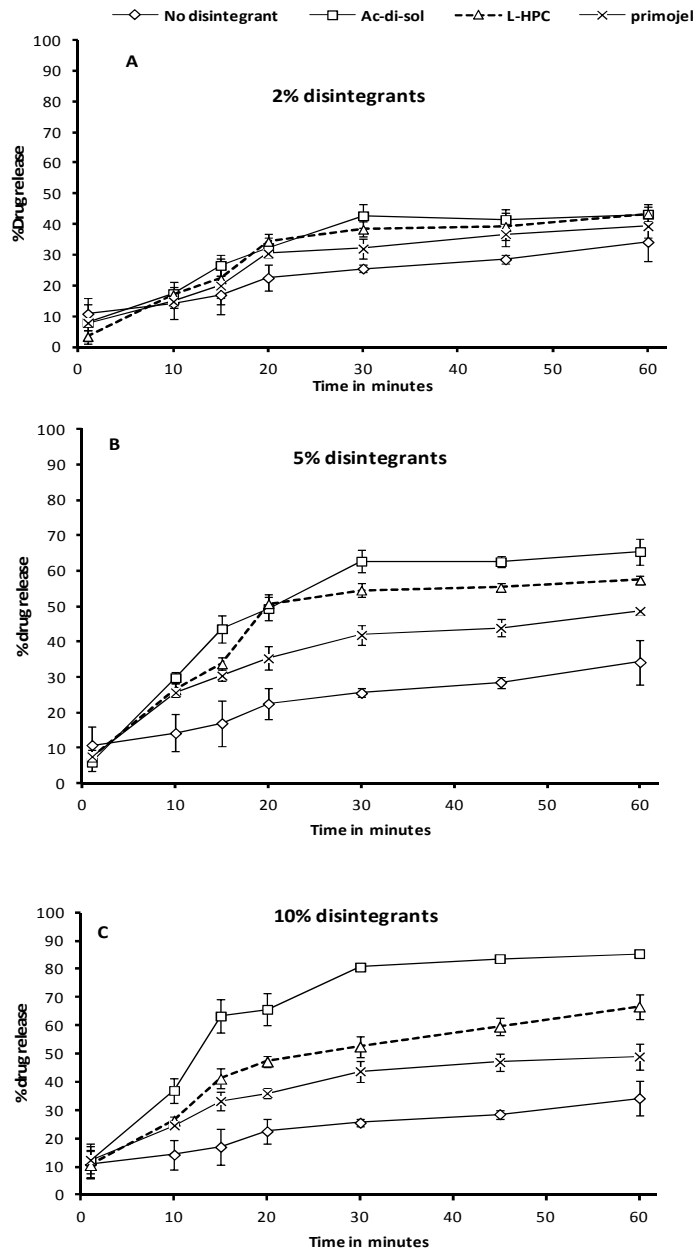 No disintegrant Ac-di-sol L-HPC primojel
A
2% disintegrants
%Drug release
100
90
80
70
60
50
40
30
20
10
0
0 10 20 30 40 50 60
Time in minutes
B
5% disintegrants
% drug release
100
90
80
70
60
50
40
30
20
10
0
0 10 20 30 40 50 60
Time in minutes
10% disintegrants
C
% drug release
100
90
80
70
60
50
40
30
20
10
0
0 10 20 30 40 50 60
Time in minutes